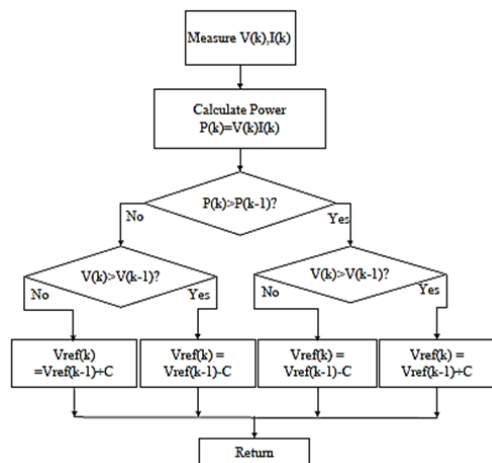 Measure V(k),I(k)
Calculate Power
P(k)=V(k)I(k)
P(k)>P(k-1)?
No
Yes
V(k)>V(k-1)?
No
Yes
V(k)>V(k-1)?
No
Yes
Vref(k)
=Vref(k-1)+C
Vref(k) =
Vref(k-1)-C
Vref(k) =
Vref(k-1)-C
Vref(k) =
Vref(k-1)+C
Return